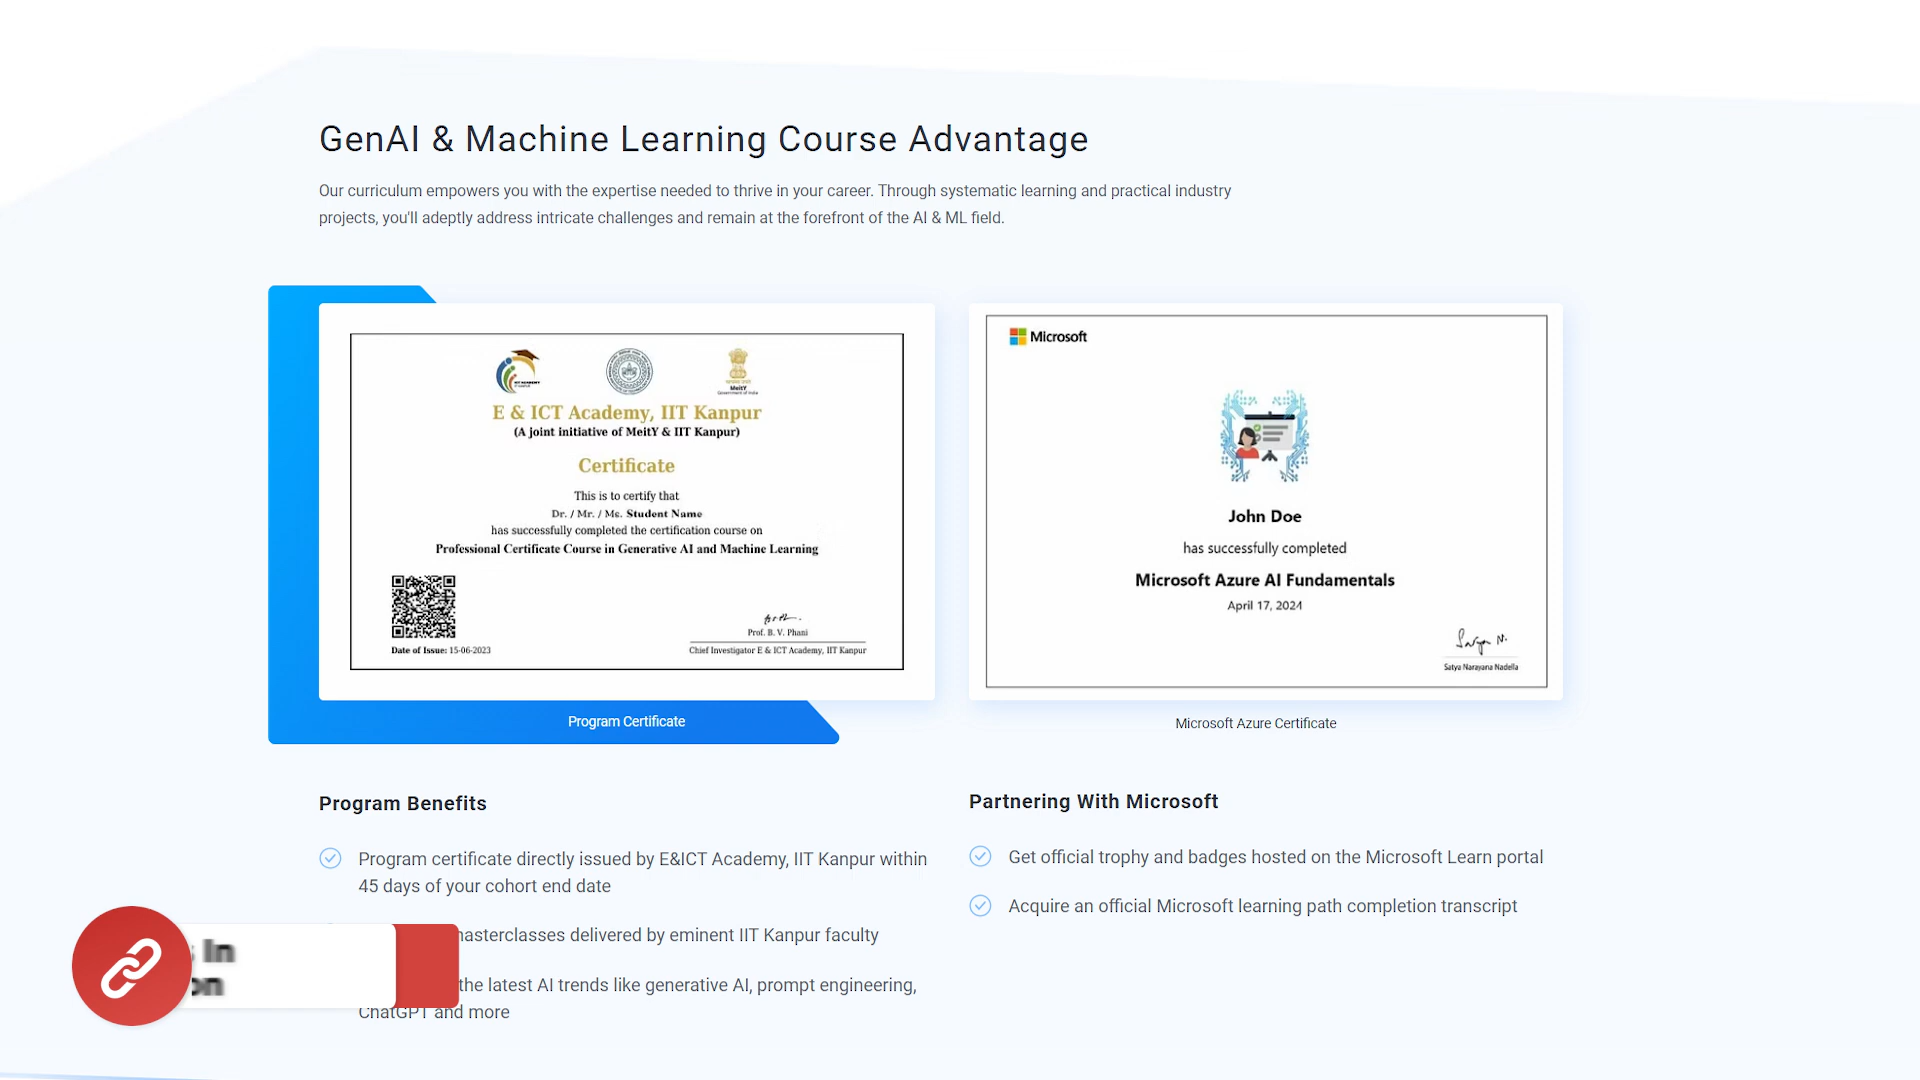 GenAI & Machine Learning Course Advantage
Our curriculum empowers you with the expertise needed to thrive in your career. Through systematic learning and practical industry
projects, you'll adeptly address intricate challenges and remain at the forefront of the AI & ML field.
E & ICT Academy, IIT Kanpur
(A joint initiative of MeitY & IIT Kanpur)
Certificate
This is to certify that
Dr. / Mr. / Ms. Student Name
has successfully completed the certification course on
Professional Certificate Course in Generative AI and Machine Learning
Prof. B. V. Phani
Date of Issue: 15-06-2023
Chief Investigator E & ICT Academy, IIT Kanpur
Program Certificate
Microsoft
John Doe
has successfully completed
Microsoft Azure AI Fundamentals
April 17, 2024
Satya Narayana Nadella
Microsoft Azure Certificate
Program Benefits
Program certificate directly issued by E&ICT Academy, IIT Kanpur within
45 days of your cohort end date
masterclasses delivered by eminent IIT Kanpur faculty
the latest AI trends like generative AI, prompt engineering,
ChatGPT and more
Partnering With Microsoft
Get official trophy and badges hosted on the Microsoft Learn portal
Acquire an official Microsoft learning path completion transcript
In